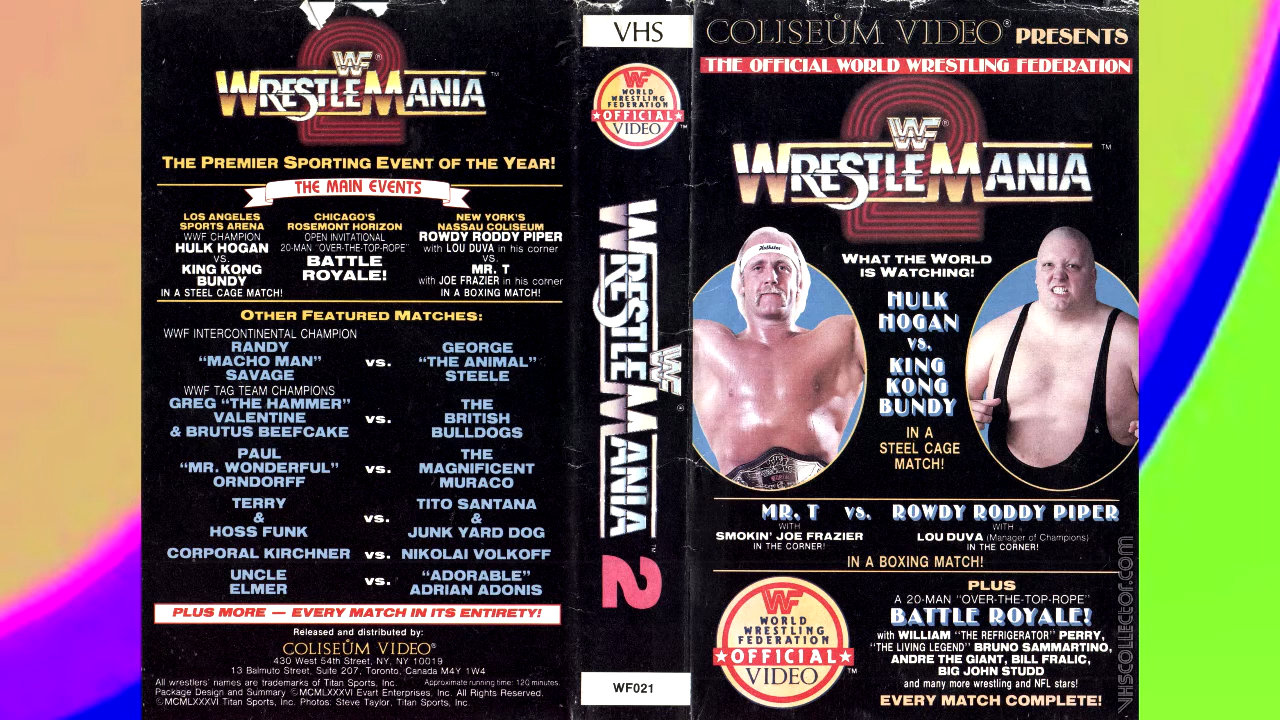 WF
WRESTLEMANIA™
2
THE PREMIER SPORTING EVENT OF THE YEAR!
THE MAIN EVENTS
LOS ANGELES
SPORTS ARENA
WWF CHAMPION
HULK HOGAN
VS.
KING KONG
BUNDY
IN A STEEL CAGE MATCH!
CHICAGO'S
ROSEMONT HORIZON
OPEN INVITATIONAL
20-MAN "OVER-THE-TOP-ROPE"
BATTLE
ROYALE!
NEW YORK'S
NASSAU COLISEUM
ROWDY RODDY PIPER
with LOU DUVA in his corner
VS.
MR. T
with JOE FRAZIER in his corner
IN A BOXING MATCH!
OTHER FEATURED MATCHES:
WWF INTERCONTINENTAL CHAMPION
RANDY
"MACHO MAN"
SAVAGE
vs.
GEORGE
"THE ANIMAL"
STEELE
WWF TAG TEAM CHAMPIONS
GREG "THE HAMMER"
VALENTINE
& BRUTUS BEEFCAKE
vs.
THE
BRITISH
BULLDOGS
PAUL
"MR. WONDERFUL"
ORNDORFF
vs.
THE
MAGNIFICENT
MURACO
TERRY
&
HOSS FUNK
vs.
TITO SANTANA
&
JUNK YARD DOG
CORPORAL KIRCHNER vs. NIKOLAI VOLKOFF
UNCLE
ELMER
vs.
"ADORABLE"
ADRIAN ADONIS
PLUS MORE — EVERY MATCH IN ITS ENTIRETY!
Released and distributed by:
COLISEUM VIDEO®
430 West 54th Street, NY, NY 10019
13 Balmuto Street, Suite 207, Toronto, Canada M4Y 1W4
All wrestlers' names are trademarks of Titan Sports, Inc. Approximate running time: 120 minutes.
Package Design and Summary ©MCMLXXXVI Evart Enterprises, Inc. All Rights Reserved.
©MCMLXXXVI Titan Sports, Inc. Photos: Steve Taylor, Titan Sports, Inc.
VHS
WF
WORLD
WRESTLING
FEDERATION
★OFFICIAL★
VIDEO™
WF
WRESTLEMANIA™ 2
WF021
COLISEUM VIDEO® PRESENTS
THE OFFICIAL WORLD WRESTLING FEDERATION
WF®
WRESTLEMANIA™
2
WHAT THE WORLD
IS WATCHING!
Hulkster
HULK
HOGAN
VS.
KING
KONG
BUNDY
IN A
STEEL CAGE
MATCH!
MR. T VS. ROWDY RODDY PIPER
WITH
SMOKIN' JOE FRAZIER
IN THE CORNER!
WITH
LOU DUVA (Manager of Champions)
IN THE CORNER!
IN A BOXING MATCH!
WF
WORLD
WRESTLING
FEDERATION
★OFFICIAL★
VIDEO™
PLUS
A 20-MAN "OVER-THE-TOP-ROPE"
BATTLE ROYALE!
with WILLIAM "THE REFRIGERATOR" PERRY,
"THE LIVING LEGEND" BRUNO SAMMARTINO,
ANDRE THE GIANT, BILL FRALIC,
BIG JOHN STUDD
and many more wrestling and NFL stars!
EVERY MATCH COMPLETE!
VHSCOLLECTOR.COM